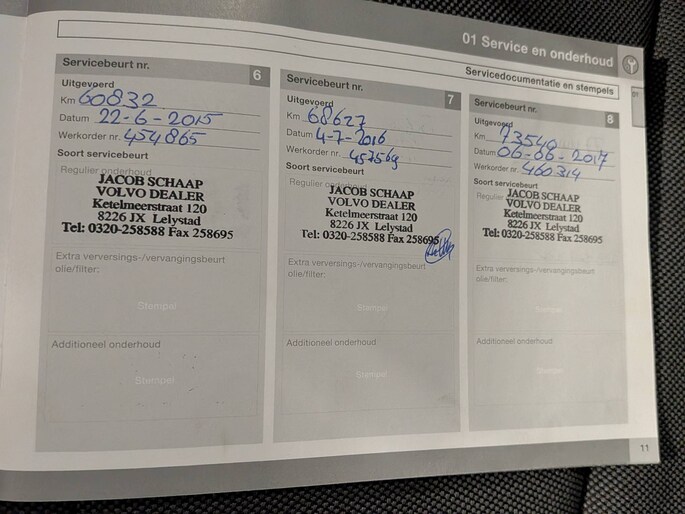 01 Service en onderhoud
Servicedocumentatie en stempels
01
Servicebeurt nr. 6
Uitgevoerd
Km 60832
Datum 22-6-2015
Werkorder nr. 454865
Soort servicebeurt
Regulier onderhoud
JACOB SCHAAP
VOLVO DEALER
Ketelmeerstraat 120
8226 JX Lelystad
Tel: 0320-258588 Fax 258695
Extra verversings-/vervangingsbeurt
olie/filter:
Stempel
Additioneel onderhoud
Stempel
Servicebeurt nr. 7
Uitgevoerd
Km 68627
Datum 4-7-2016
Werkorder nr. 457569
Soort servicebeurt
Regulier onderhoud
JACOB SCHAAP
VOLVO DEALER
Ketelmeerstraat 120
8226 JX Lelystad
Tel: 0320-258588 Fax 258695
Extra verversings-/vervangingsbeurt
olie/filter:
Stempel
Additioneel onderhoud
Stempel
Servicebeurt nr. 8
Uitgevoerd
Km 73540
Datum 06-06-2017
Werkorder nr. 460314
Soort servicebeurt
Regulier
JACOB SCHAAP
VOLVO DEALER
Ketelmeerstraat 120
8226 JX Lelystad
Tel: 0320-258588 Fax 258695
Extra verversings-/vervangingsbeurt
olie/filter:
Stempel
Additioneel onderhoud
Stempel
11